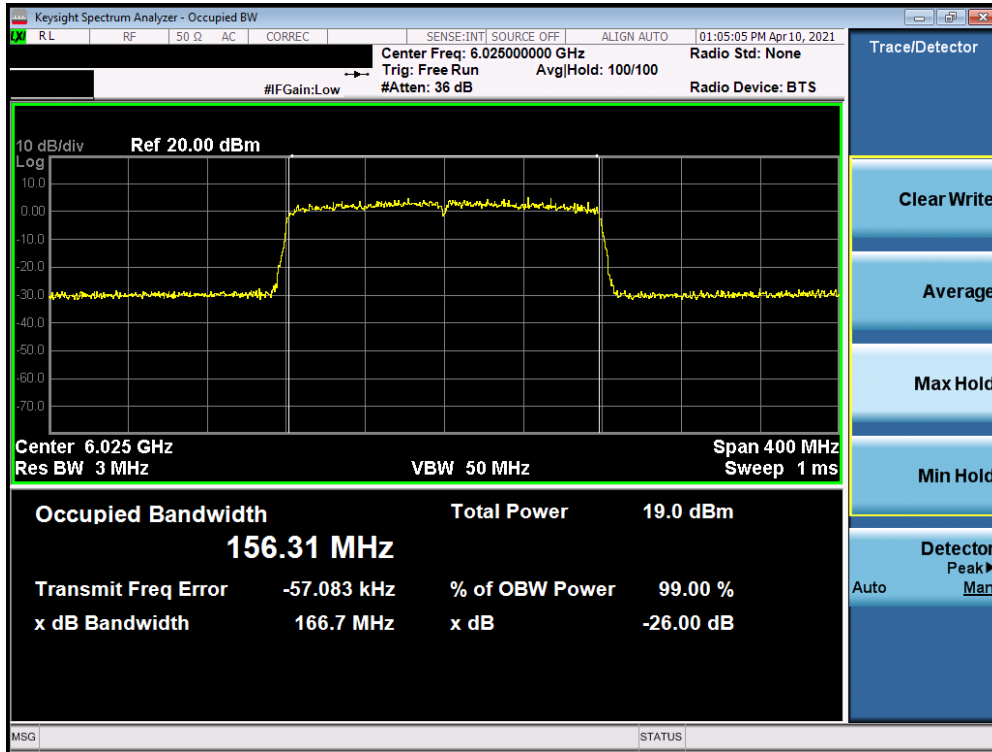 Keysight Spectrum Analyzer - Occupied BW
LXI RL RF 50 Ω AC CORREC SENSE:INT SOURCE OFF ALIGN AUTO 01:05:05 PM Apr 10, 2021
Center Freq: 6.025000000 GHz Radio Std: None
Trig: Free Run Avg|Hold: 100/100
#IFGain:Low #Atten: 36 dB Radio Device: BTS
Trace/Detector
10 dB/div Ref 20.00 dBm
Log
10.0
0.00
-10.0
-20.0
-30.0
-40.0
-50.0
-60.0
-70.0
Center 6.025 GHz Span 400 MHz
Res BW 3 MHz VBW 50 MHz Sweep 1 ms
Occupied Bandwidth Total Power 19.0 dBm
156.31 MHz
Transmit Freq Error -57.083 kHz % of OBW Power 99.00 %
x dB Bandwidth 166.7 MHz x dB -26.00 dB
Clear Write
Average
Max Hold
Min Hold
Detector
Peak
Auto Man
MSG STATUS